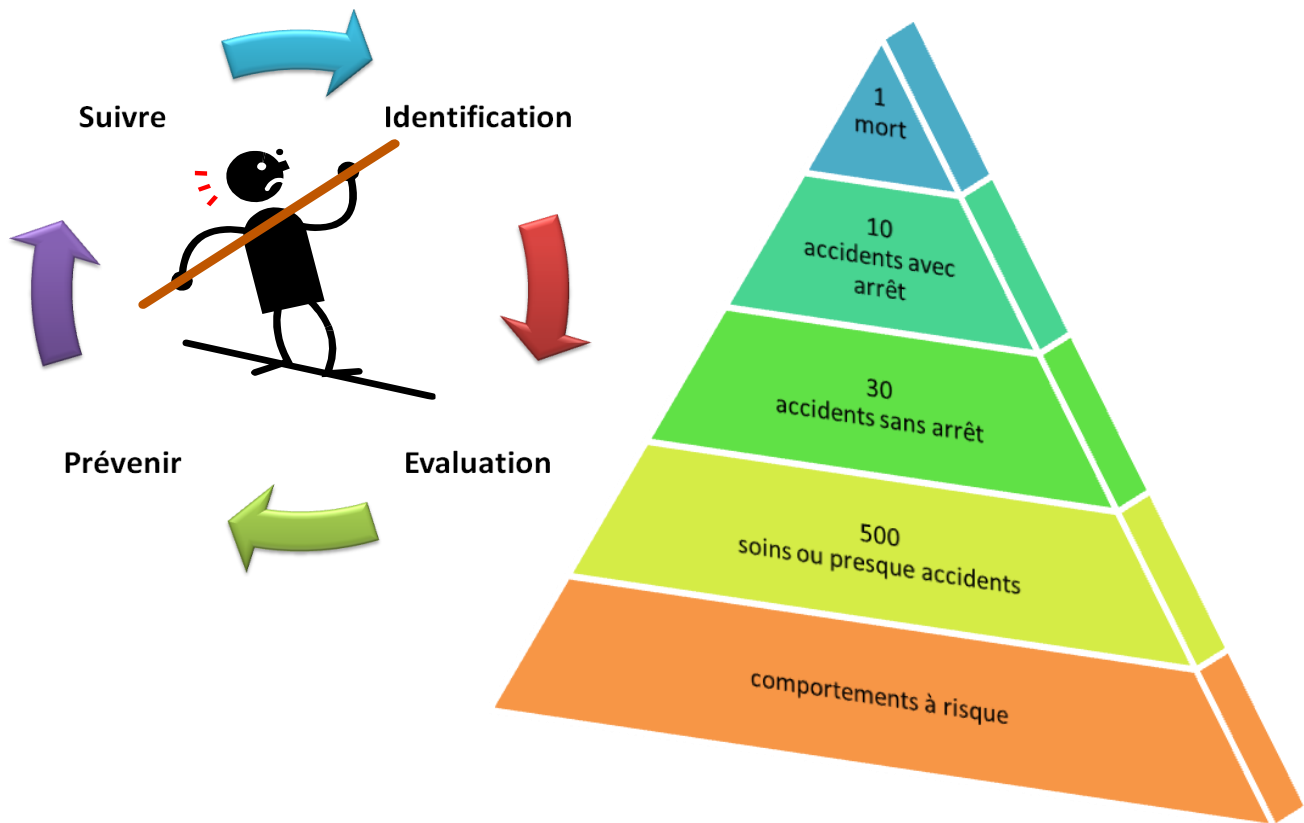 Suivre
Identification
Prévenir
Evaluation
1
mort
10
accidents avec
arrêt
30
accidents sans arrêt
500
soins ou presque accidents
comportements à risque